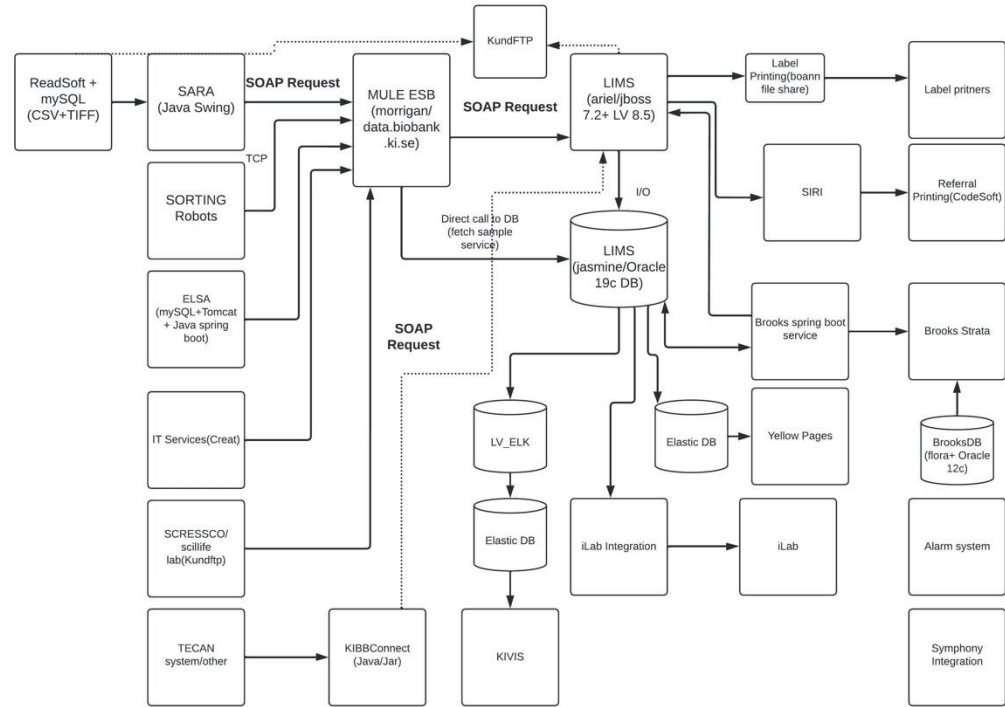 KundFTP
ReadSoft +
mySQL
(CSV+TIFF)
SARA
(Java Swing)
SOAP Request
MULE ESB
(morrigan/
data.biobank
.ki.se)
SOAP Request
LIMS
(ariel/jboss
7.2+ LV 8.5)
Label
Printing(boann
file share)
Label pritners
TCP
SORTING
Robots
SIRI
Referral
Printing(CodeSoft)
I/O
Direct call to DB
(fetch sample
service)
LIMS
(jasmine/Oracle
19c DB)
ELSA
(mySQL+Tomcat
+ Java spring
boot)
SOAP
Request
Brooks spring boot
service
Brooks Strata
IT Services(Creat)
LV_ELK
Elastic DB
Yellow Pages
BrooksDB
(flora+ Oracle
12c)
SCRESSCO/
scillife
lab(Kundftp)
Elastic DB
iLab Integration
iLab
Alarm system
TECAN
system/other
KIBBConnect
(Java/Jar)
KIVIS
Symphony
Integration